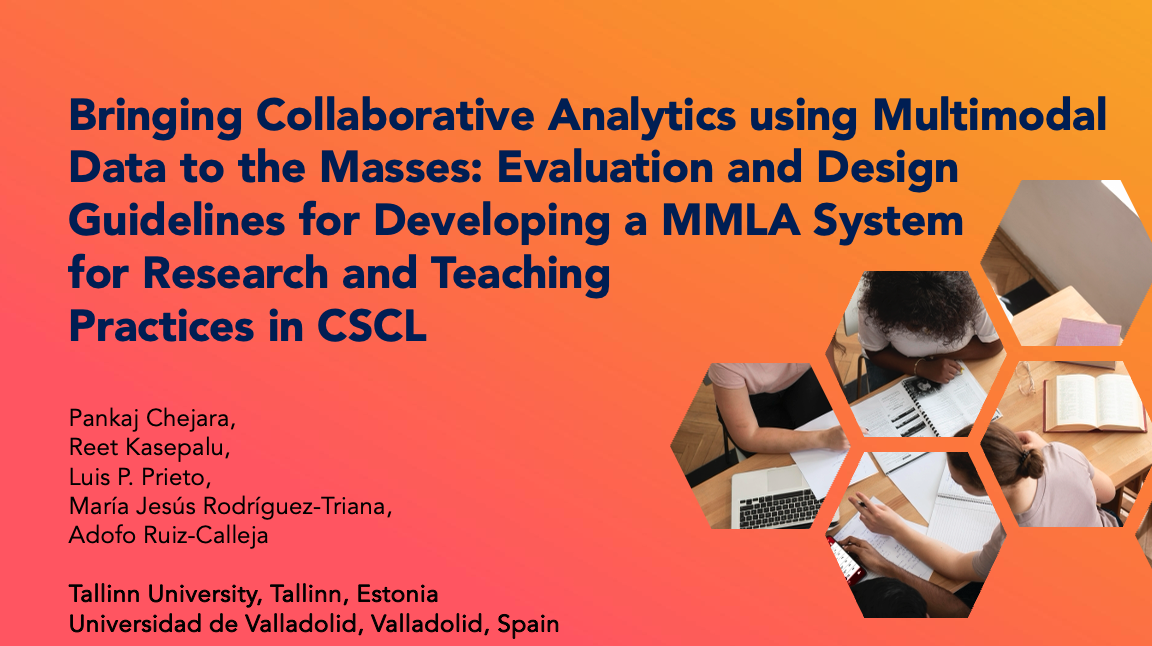 Bringing Collaborative Analytics using Multimodal
Data to the Masses: Evaluation and Design
Guidelines for Developing a MMLA System
for Research and Teaching
Practices in CSCL
Pankaj Chejara,
Reet Kasepalu,
Luis P. Prieto,
María Jesús Rodríguez-Triana,
Adofo Ruiz-Calleja
Tallinn University, Tallinn, Estonia
Universidad de Valladolid, Valladolid, Spain